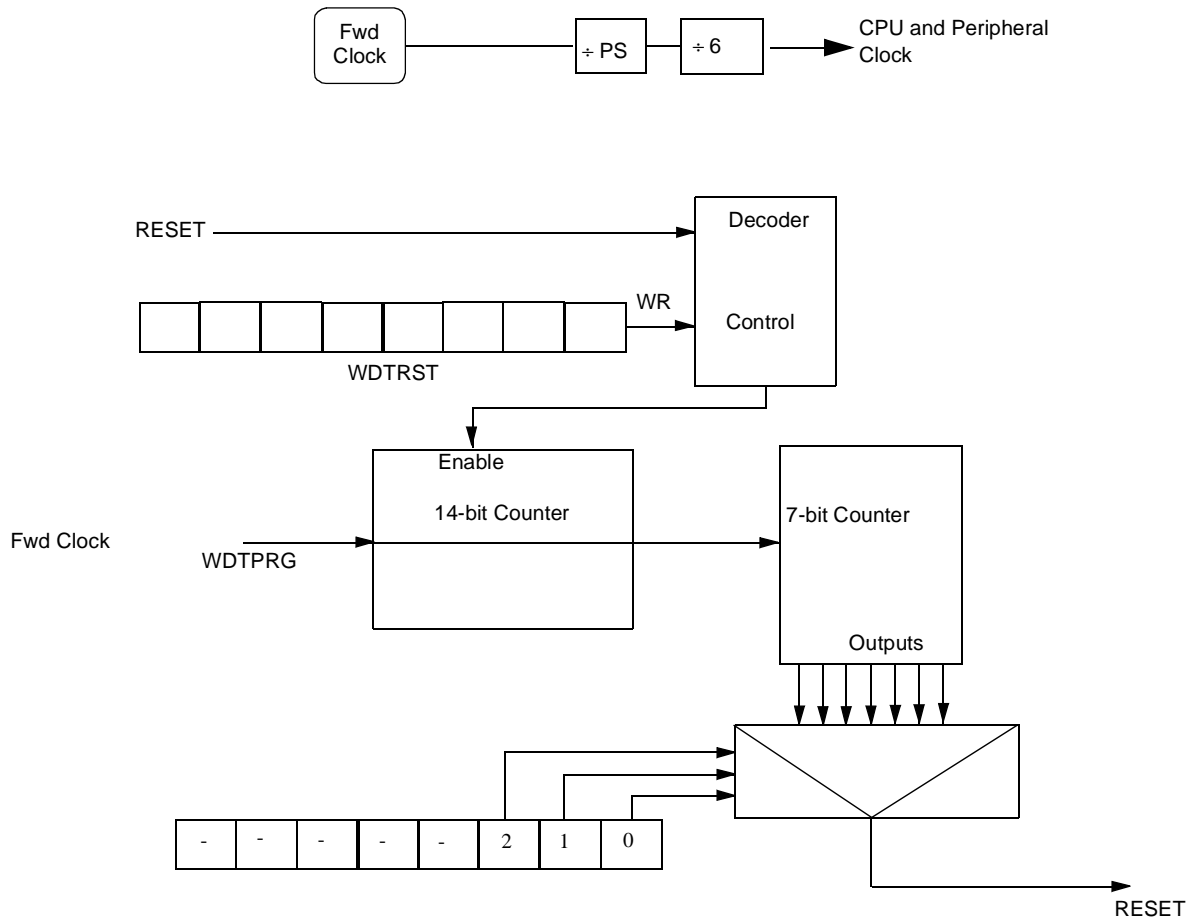 Fwd
Clock
÷ PS
÷ 6
CPU and Peripheral
Clock
RESET
Decoder
WR
Control
WDTRST
Enable
14-bit Counter
7-bit Counter
Fwd Clock
WDTPRG
Outputs
- - - - - 2 1 0
RESET